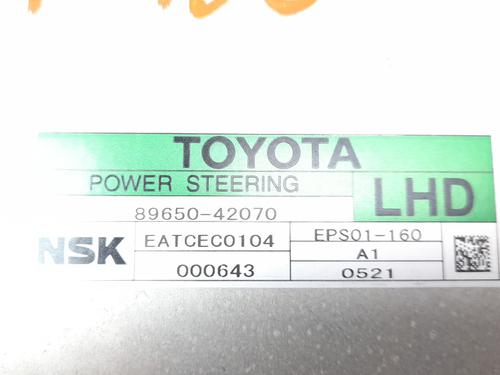 TOYOTA
POWER STEERING
LHD
89650-42070
NSK
EATCEC0104
EPS01-160
A1
000643
0521